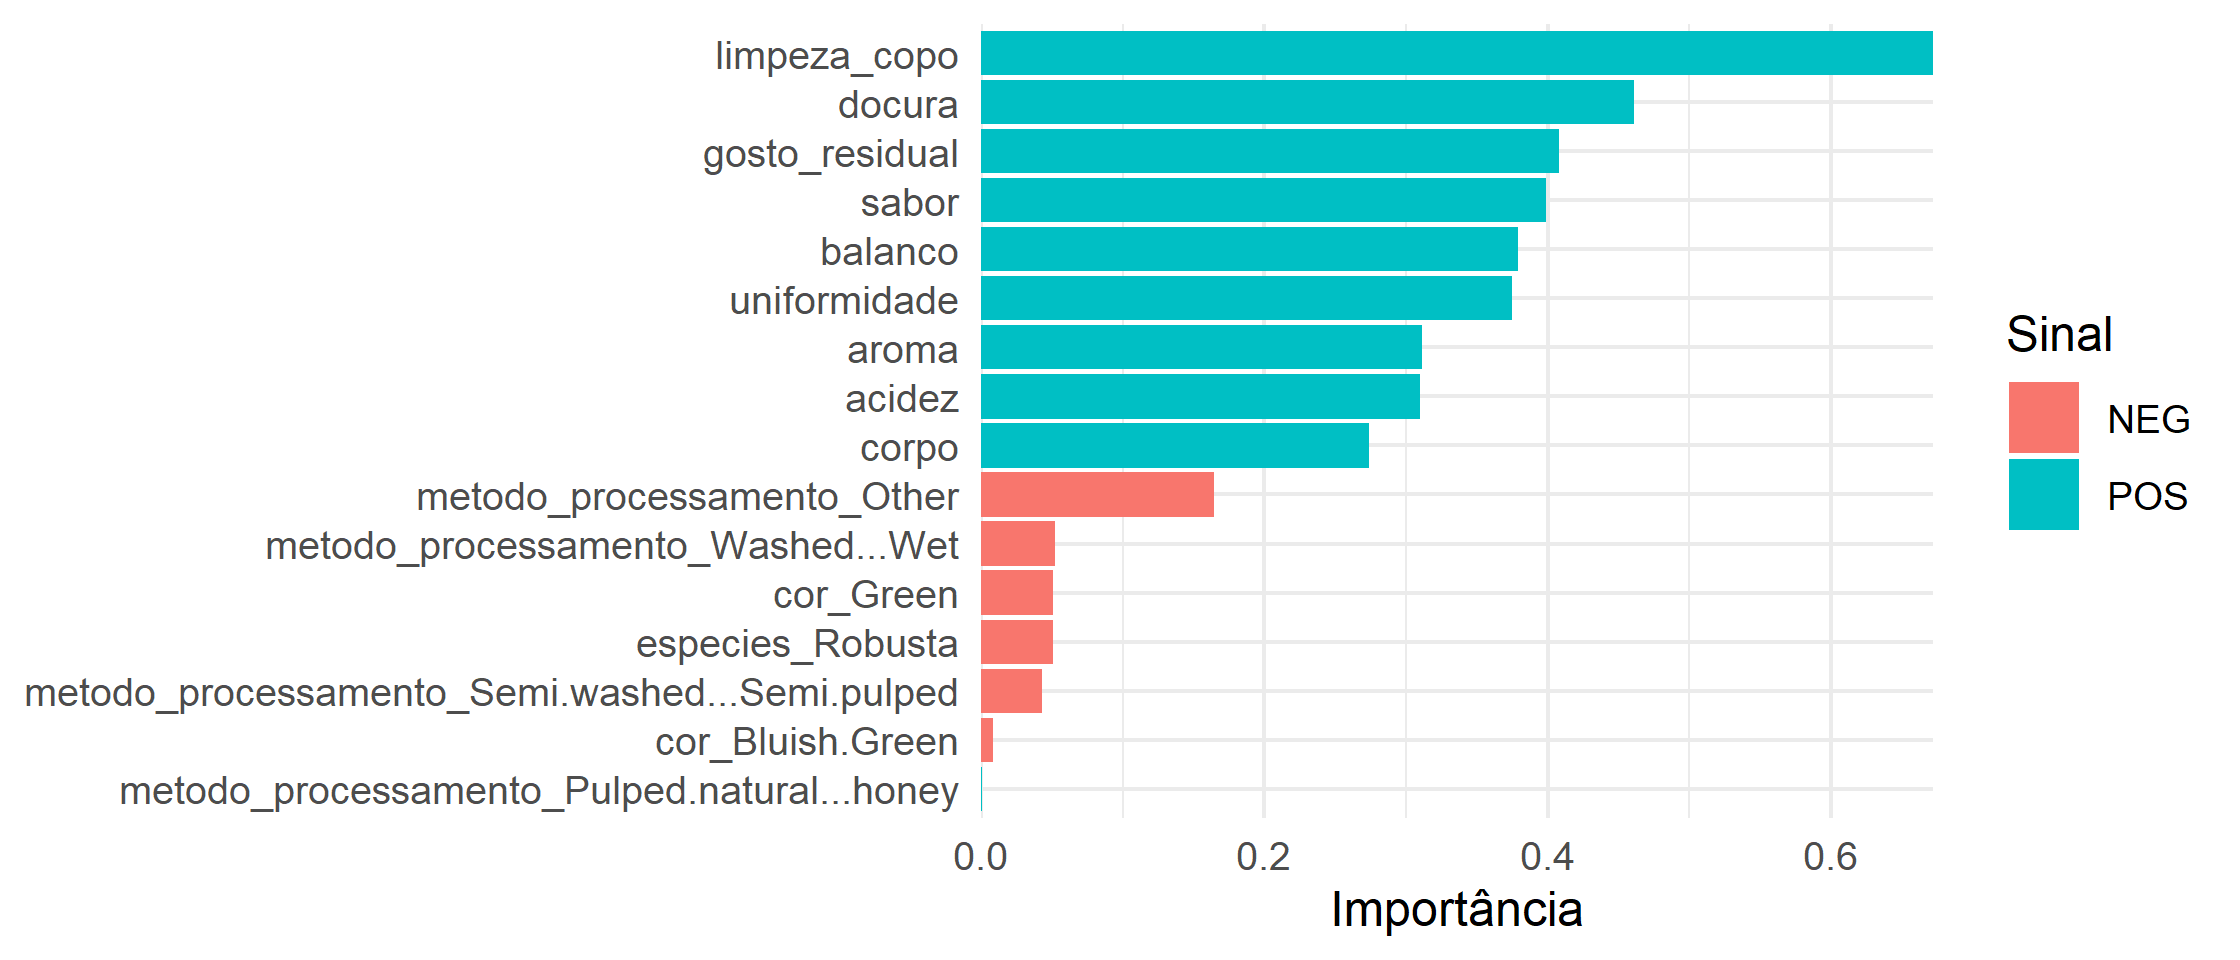 limpeza_copo
docura
gosto_residual
sabor
balanco
uniformidade
aroma
acidez
corpo
metodo_processamento_Other
metodo_processamento_Washed...Wet
cor_Green
especies_Robusta
metodo_processamento_Semi.washed...Semi.pulped
cor_Bluish.Green
metodo_processamento_Pulped.natural...honey
0.0 0.2 0.4 0.6
Importância
Sinal
NEG
POS